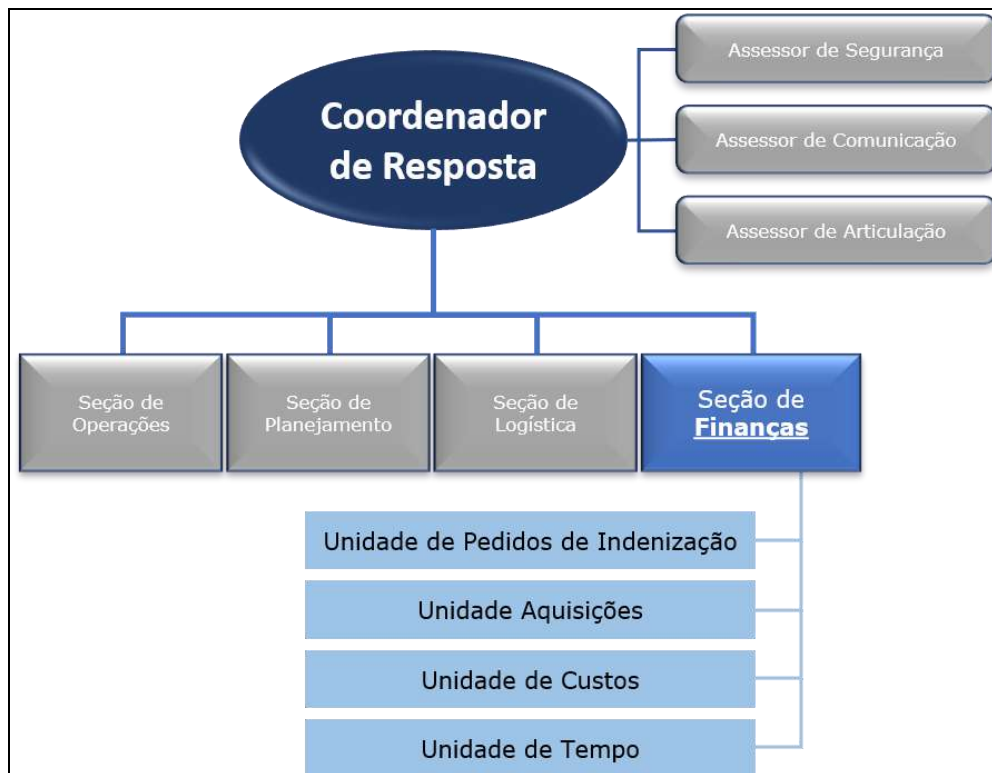 Assessor de Segurança
Coordenador
de Resposta
Assessor de Comunicação
Assessor de Articulação
Seção de
Operações
Seção de
Planejamento
Seção de
Logística
Seção de
Finanças
Unidade de Pedidos de Indenização
Unidade Aquisições
Unidade de Custos
Unidade de Tempo